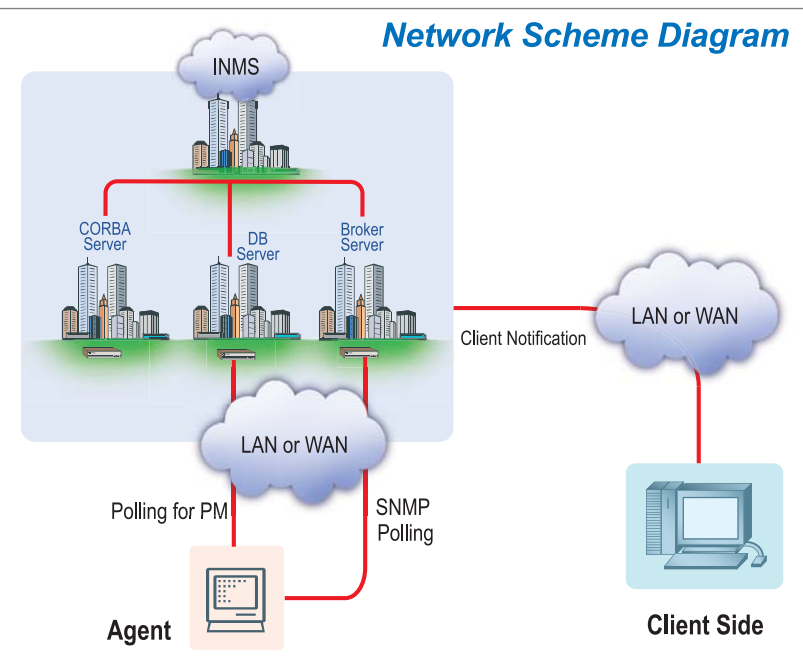 Network Scheme Diagram
INMS
CORBA
Server
DB
Server
Broker
Server
LAN or WAN
Client Notification
LAN or WAN
Polling for PM
SNMP
Polling
Agent
Client Side